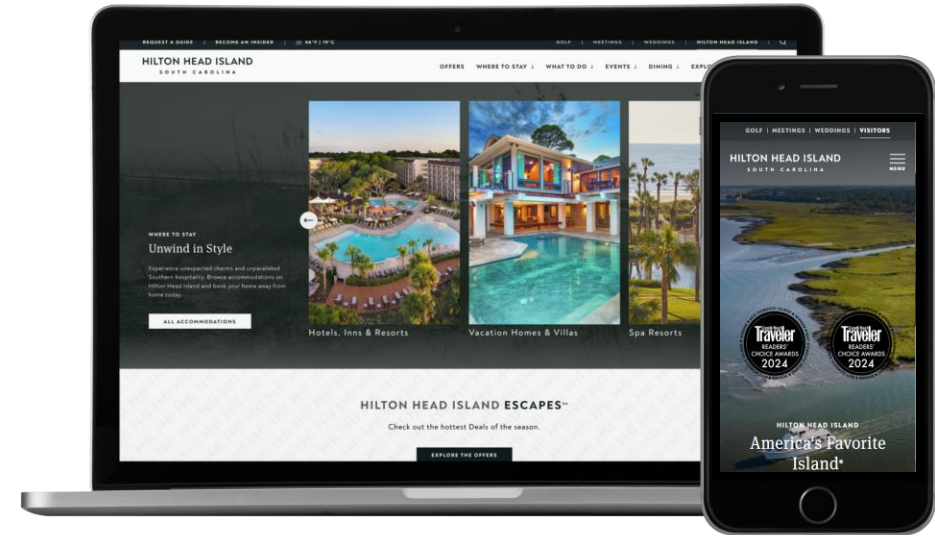 REQUEST A GUIDE | BECOME AN INSIDER | 66°F | 19°C
GOLF | MEETINGS | WEDDINGS | HILTON HEAD ISLAND
HILTON HEAD ISLAND
SOUTH CAROLINA
OFFERS WHERE TO STAY ↓ WHAT TO DO ↓ EVENTS ↓ DINING ↓
WHERE TO STAY
Unwind in Style
Experience unexpected charms and unparalleled
Southern hospitality. Browse accommodations on
Hilton Head Island and book your home away from
home today.
ALL ACCOMMODATIONS
Hotels, Inns & Resorts
Vacation Homes & Villas
Spa Resorts
HILTON HEAD ISLAND ESCAPES
Check out the hottest Deals of the season.
EXPLORE THE OFFERS
GOLF | MEETINGS | WEDDINGS | VISITORS
HILTON HEAD ISLAND
SOUTH CAROLINA
MENU
Traveler
READERS'
CHOICE AWARDS
2024
Traveler
READERS'
CHOICE AWARDS
2024
HILTON HEAD ISLAND
America's Favorite
Island®